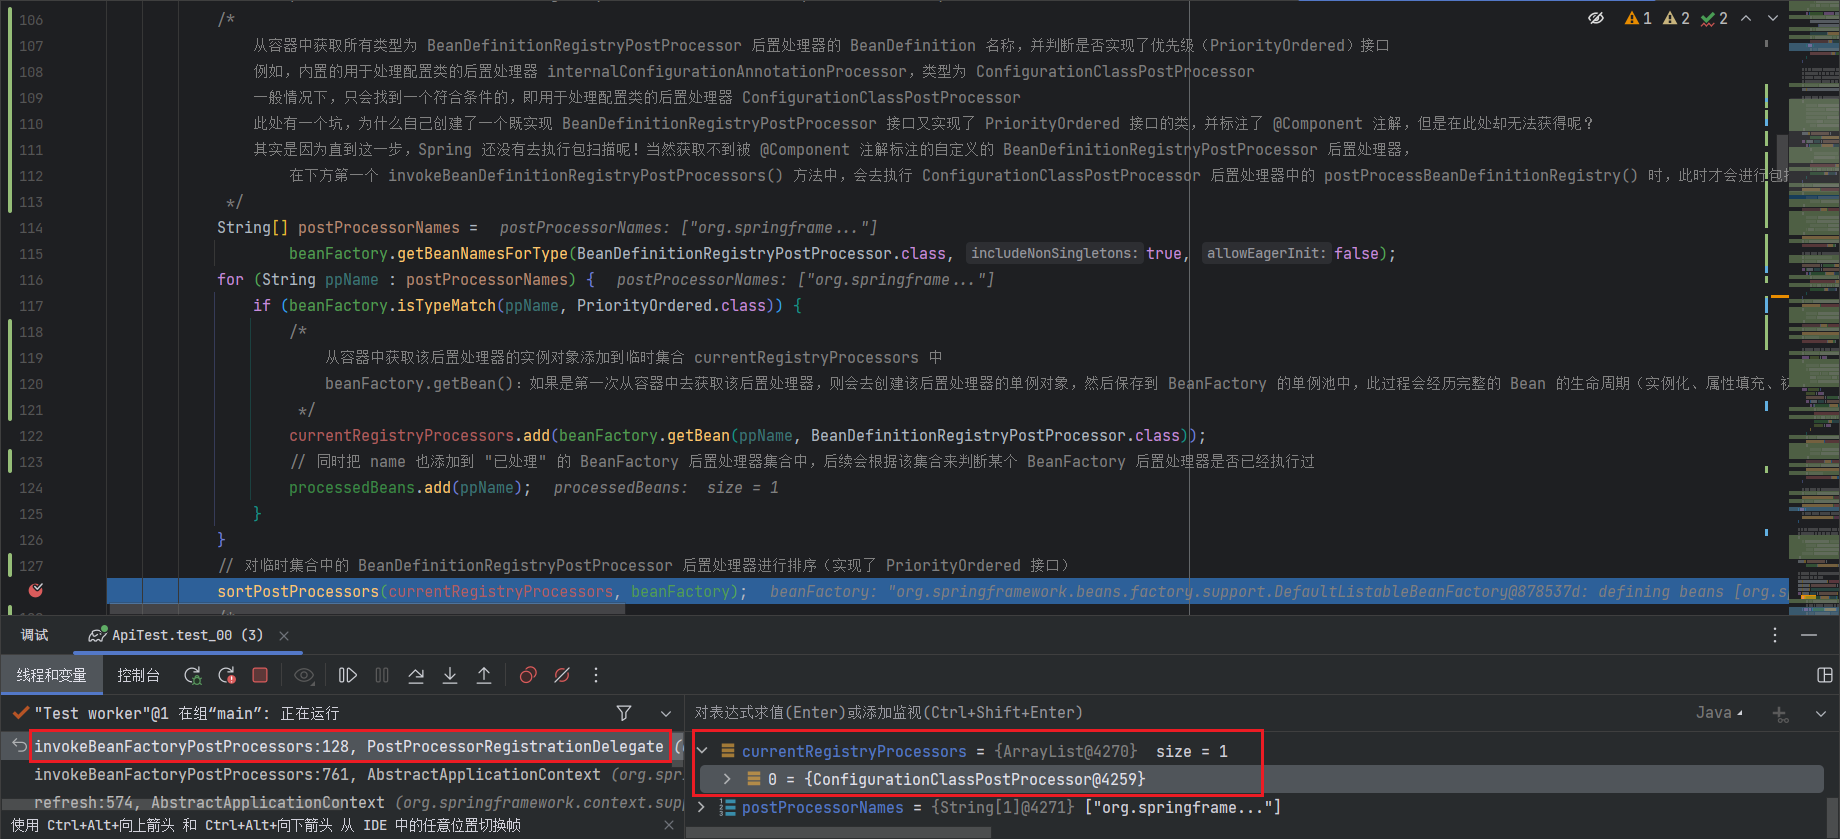 106 /*
1 2 2
107 从容器中获取所有类型为 BeanDefinitionRegistryPostProcessor 后置处理器的 BeanDefinition 名称，并判断是否实现了优先级（PriorityOrdered）接口
108 例如，内置的用于处理配置类的后置处理器 internalConfigurationAnnotationProcessor，类型为 ConfigurationClassPostProcessor
109 一般情况下，只会找到一个符合条件的，即用于处理配置类的后置处理器 ConfigurationClassPostProcessor
110 此处有一个坑，为什么自己创建了一个既实现 BeanDefinitionRegistryPostProcessor 接口又实现了 PriorityOrdered 接口的类，并标注了 @Component 注解，但是在此处却无法获得呢？
111 其实是因为直到这一步，Spring 还没有去执行包扫描呢！当然获取不到被 @Component 注解标注的自定义的 BeanDefinitionRegistryPostProcessor 后置处理器，
112 在下方第一个 invokeBeanDefinitionRegistryPostProcessors() 方法中，会去执行 ConfigurationClassPostProcessor 后置处理器中的 postProcessBeanDefinitionRegistry() 时，此时才会进行包
113 */
114 String[] postProcessorNames = postProcessorNames: ["org.springframe..."]
115 beanFactory.getBeanNamesForType(BeanDefinitionRegistryPostProcessor.class, includeNonSingletons: true, allowEagerInit: false);
116 for (String ppName : postProcessorNames) { postProcessorNames: ["org.springframe..."]
117 if (beanFactory.isTypeMatch(ppName, PriorityOrdered.class)) {
118 /*
119 从容器中获取该后置处理器的实例对象添加到临时集合 currentRegistryProcessors 中
120 beanFactory.getBean()：如果是第一次从容器中去获取该后置处理器，则会去创建该后置处理器的单例对象，然后保存到 BeanFactory 的单例池中，此过程会经历完整的 Bean 的生命周期（实例化、属性填充、
121 */
122 currentRegistryProcessors.add(beanFactory.getBean(ppName, BeanDefinitionRegistryPostProcessor.class));
123 // 同时把 name 也添加到 "已处理" 的 BeanFactory 后置处理器集合中，后续会根据该集合来判断某个 BeanFactory 后置处理器是否已经执行过
124 processedBeans.add(ppName); processedBeans: size = 1
125 }
126 }
127 // 对临时集合中的 BeanDefinitionRegistryPostProcessor 后置处理器进行排序（实现了 PriorityOrdered 接口）
sortPostProcessors(currentRegistryProcessors, beanFactory); beanFactory: "org.springframework.beans.factory.support.DefaultListableBeanFactory@878537d: defining beans [org.s
调试 ApiTest.test_00 (3)
线程和变量 控制台
"Test worker"@1 在组"main"：正在运行
对表达式求值(Enter)或添加监视(Ctrl+Shift+Enter) Java
invokeBeanFactoryPostProcessors:128, PostProcessorRegistrationDelegate
invokeBeanFactoryPostProcessors:761, AbstractApplicationContext (org.spr
refresh:574, AbstractApplicationContext (org.springframework.context.sup
使用 Ctrl+Alt+向上箭头 和 Ctrl+Alt+向下箭头 从 IDE 中的任意位置切换帧
currentRegistryProcessors = {ArrayList@4270} size = 1
0 = {ConfigurationClassPostProcessor@4259}
postProcessorNames = {String[1]@4271} ["org.springframe..."]